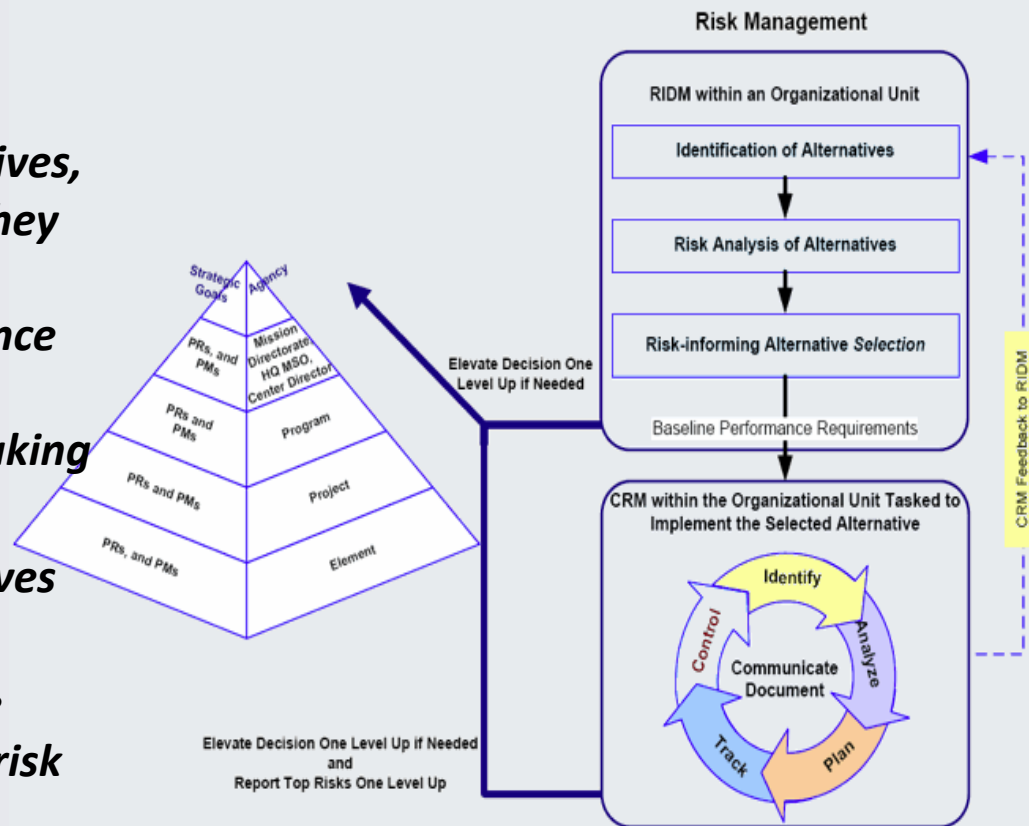 Risk Management
RIDM within an Organizational Unit
Identification of Alternatives
Risk Analysis of Alternatives
Risk-informing Alternative Selection
Baseline Performance Requirements
CRM within the Organizational Unit Tasked to
Implement the Selected Alternative
Identify
Analyze
Plan
Track
Control
Communicate
Document
CRM Feedback to RIDM
Elevate Decision One
Level Up if Needed
Elevate Decision One Level Up if Needed
and
Report Top Risks One Level Up
Strategic
Goals
Agency
PRs, and
PMs
Mission
Directorate,
HQ MSO,
Center Director
PRs and
PMs
Program
PRs and PMs
Project
PRs, and PMs
Element
ives,
hey
nce
aking
ves
risk